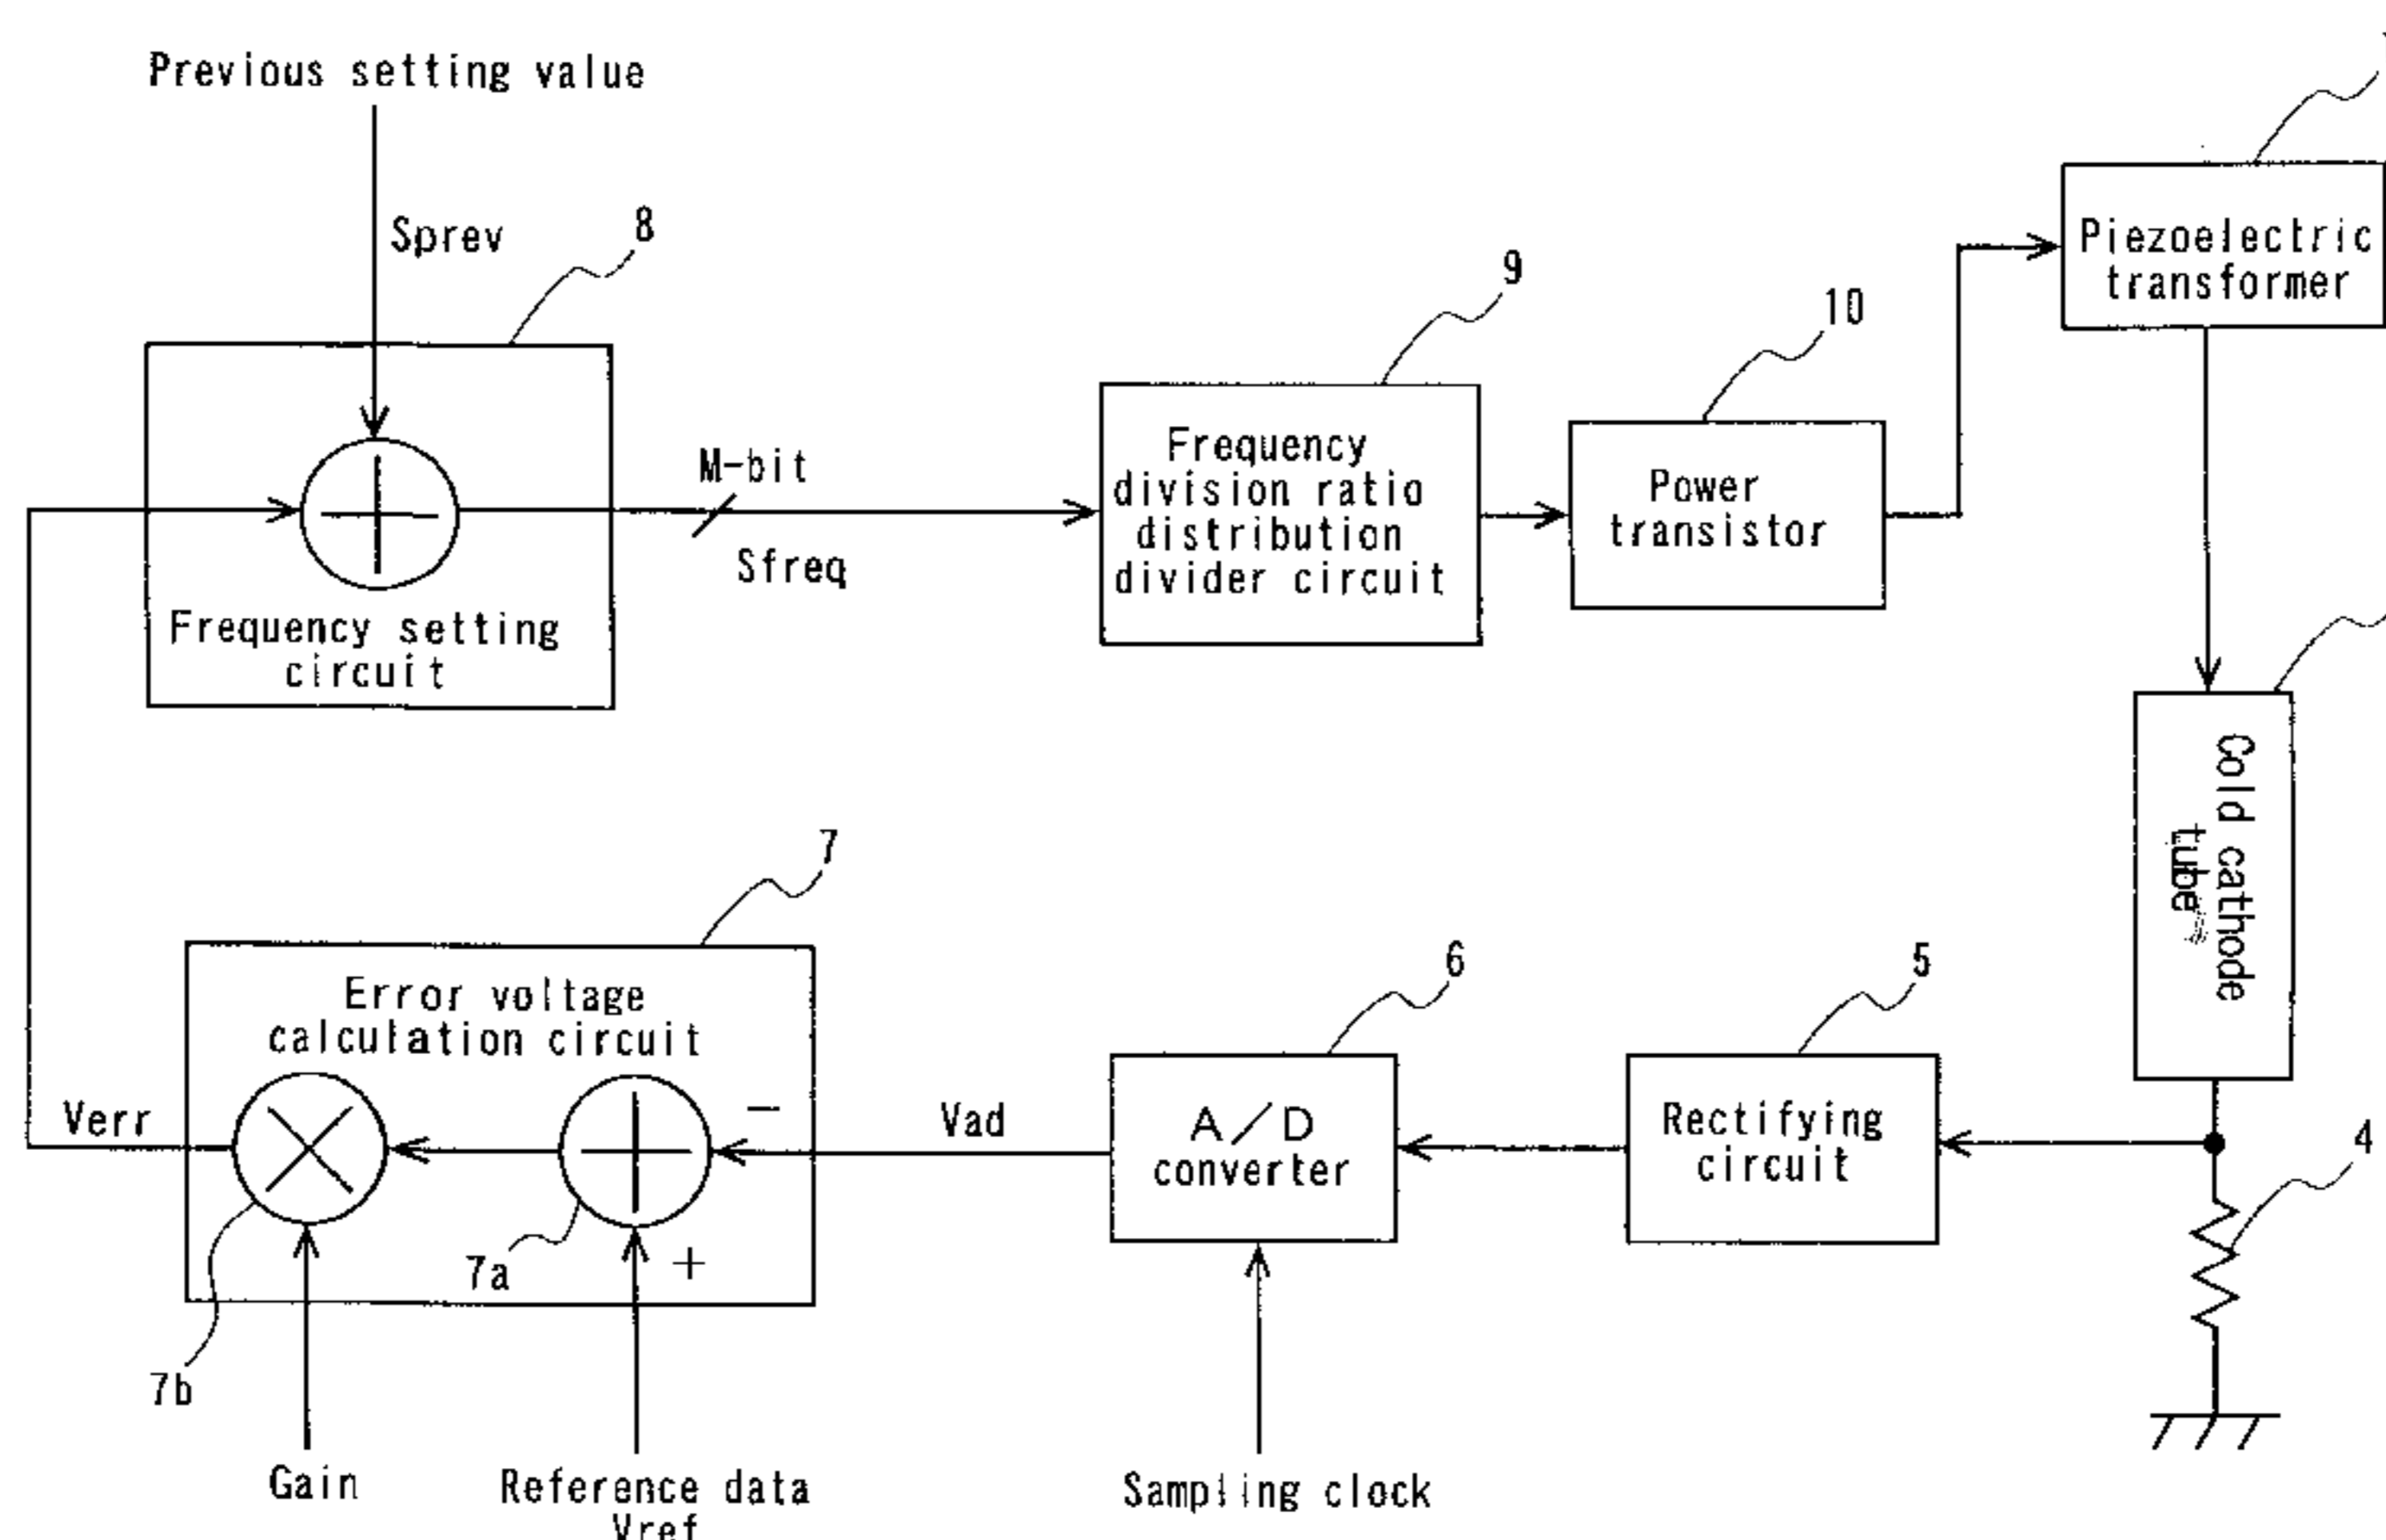 Previous setting value
Sprev
8
9
10
Piezoelectric
transformer
M-bit
Sfreq
Frequency
division ratio
distribution
divider circuit
Power
transistor
Frequency setting
circuit
Cold cathode
tube
7
Error voltage
calculation circuit
Verr
−
+
7a
7b
Vad
6
A/D
converter
5
Rectifying
circuit
4
Gain
Reference data
Vref
Sampling clock